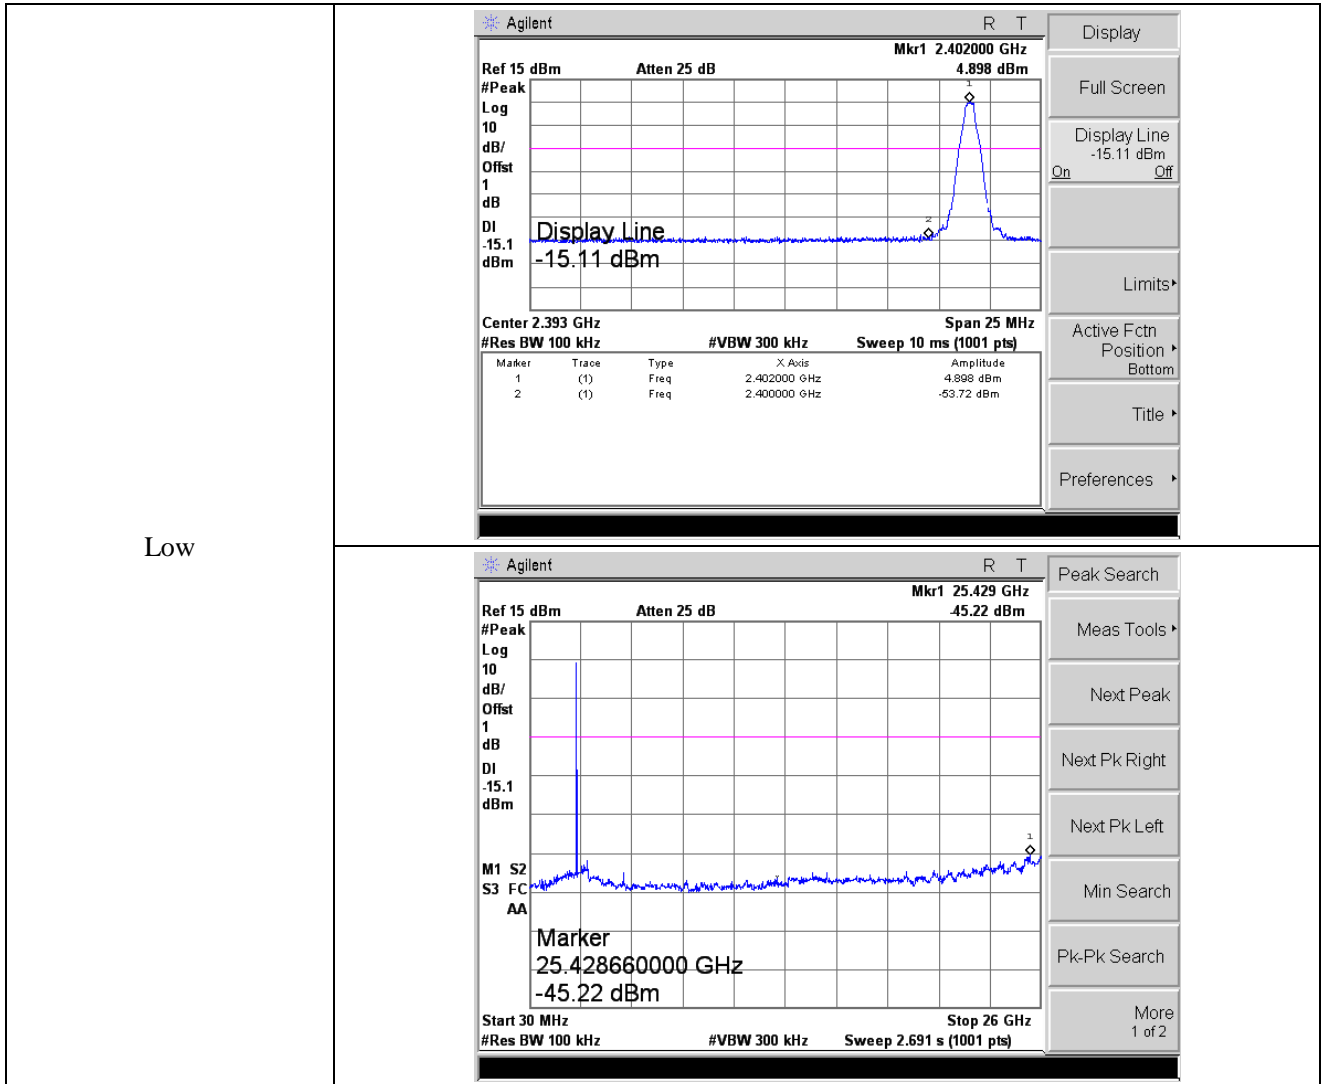 Low
Agilent R T
Mkr1 2.402000 GHz
Ref 15 dBm Atten 25 dB 4.898 dBm
#Peak
Log
10
dB/
Offst
1
dB
DI
-15.1
dBm
1
2
Display Line
-15.11 dBm
Center 2.393 GHz Span 25 MHz
#Res BW 100 kHz #VBW 300 kHz Sweep 10 ms (1001 pts)
Marker Trace Type X Axis Amplitude
1 (1) Freq 2.402000 GHz 4.898 dBm
2 (1) Freq 2.400000 GHz -53.72 dBm
Display
Full Screen
Display Line
-15.11 dBm
On Off
Limits
Active Fctn
Position
Bottom
Title
Preferences
Agilent R T
Mkr1 25.429 GHz
Ref 15 dBm Atten 25 dB -45.22 dBm
#Peak
Log
10
dB/
Offst
1
dB
DI
-15.1
dBm
M1 S2
S3 FC
AA
1
Marker
25.428660000 GHz
-45.22 dBm
Start 30 MHz Stop 26 GHz
#Res BW 100 kHz #VBW 300 kHz Sweep 2.691 s (1001 pts)
Peak Search
Meas Tools
Next Peak
Next Pk Right
Next Pk Left
Min Search
Pk-Pk Search
More
1 of 2